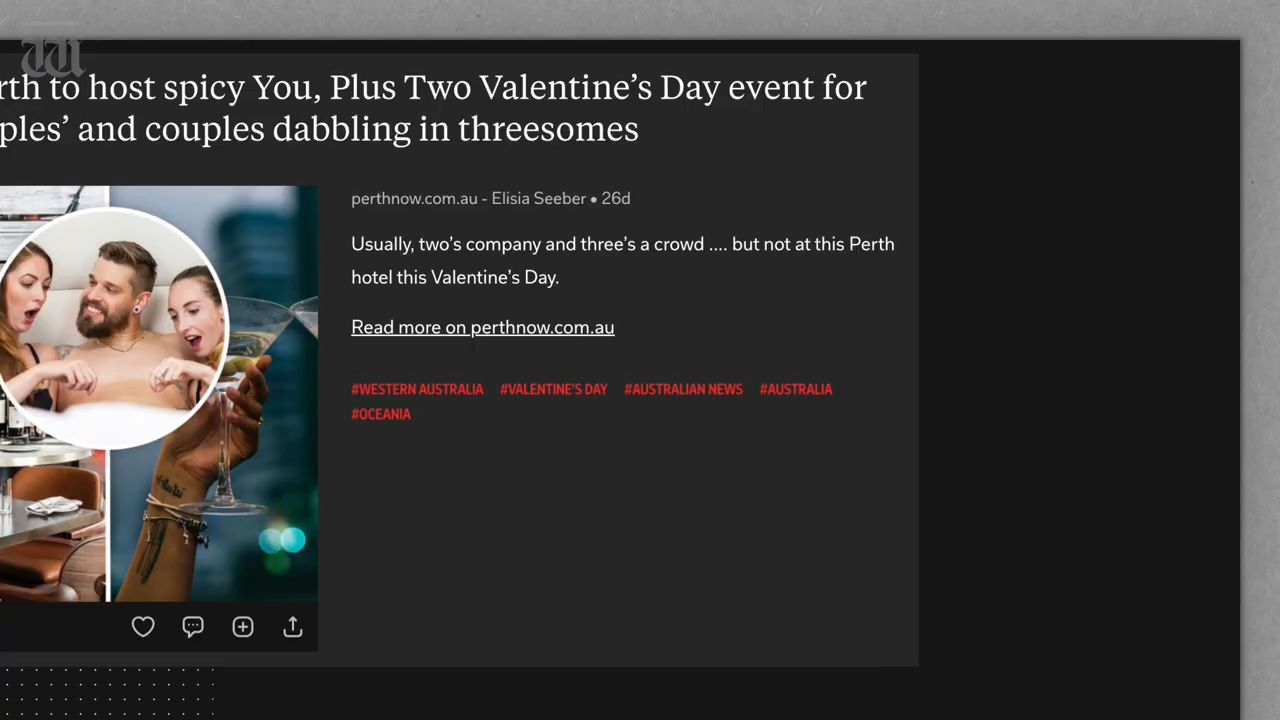 rth to host spicy You, Plus Two Valentine’s Day event for
ples’ and couples dabbling in threesomes
perthnow.com.au - Elisia Seeber • 26d
Usually, two’s company and three’s a crowd .... but not at this Perth
hotel this Valentine’s Day.
Read more on perthnow.com.au
#WESTERN AUSTRALIA #VALENTINE’S DAY #AUSTRALIAN NEWS #AUSTRALIA
#OCEANIA